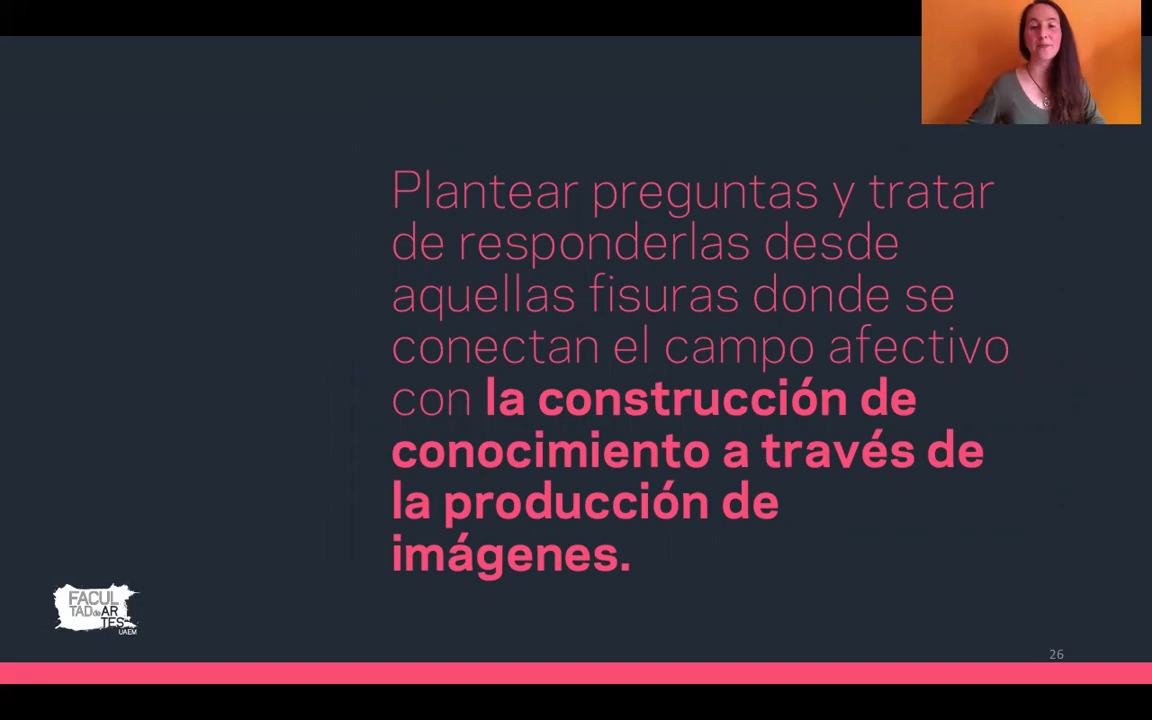 Plantear preguntas y tratar
de responderlas desde
aquellas fisuras donde se
conectan el campo afectivo
con la construcción de
conocimiento a través de
la producción de
imágenes.
FACUL
TAD de AR
TES
UAEM
26